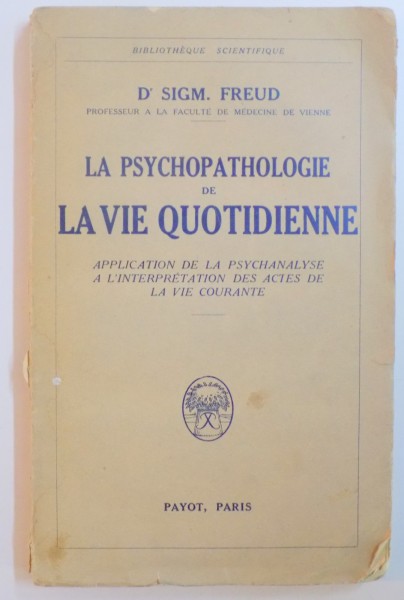 BIBLIOTHÈQUE SCIENTIFIQUE
Dr SIGM. FREUD
PROFESSEUR A LA FACULTÉ DE MÉDECINE DE VIENNE
LA PSYCHOPATHOLOGIE
DE
LA VIE QUOTIDIENNE
APPLICATION DE LA PSYCHANALYSE
A L'INTERPRÉTATION DES ACTES DE
LA VIE COURANTE
PAYOT, PARIS